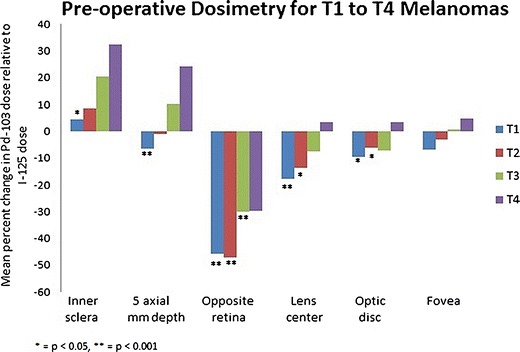 Pre-operative Dosimetry for T1 to T4 Melanomas
Mean percent change in Pd-103 dose relative to
I-125 dose
40
30
20
10
0
-10
-20
-30
-40
-50
-60
*
**
** ** **
** *
* *
T1
T2
T3
T4
Inner
sclera
5 axial
mm depth
Opposite
retina
Lens
center
Optic
disc
Fovea
* = p < 0.05, ** = p < 0.001